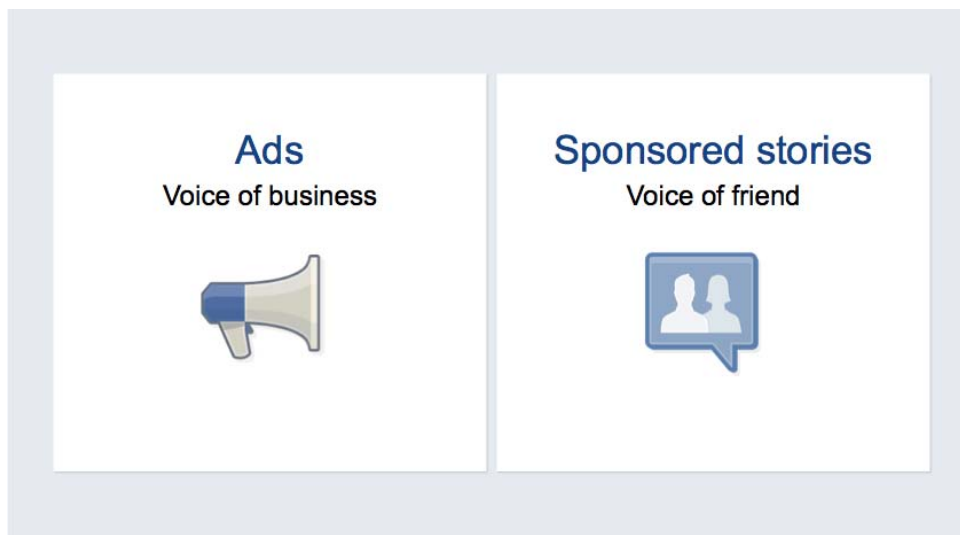 Ads
Voice of business
Sponsored stories
Voice of friend